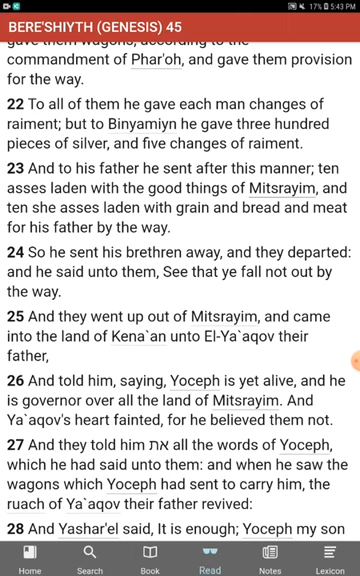 17% 5:43 PM
BERE'SHIYTH (GENESIS) 45
gave them wagons, according to the
commandment of Phar'oh, and gave them provision
for the way.
22 To all of them he gave each man changes of
raiment; but to Binyamiyn he gave three hundred
pieces of silver, and five changes of raiment.
23 And to his father he sent after this manner; ten
asses laden with the good things of Mitsrayim, and
ten she asses laden with grain and bread and meat
for his father by the way.
24 So he sent his brethren away, and they departed:
and he said unto them, See that ye fall not out by
the way.
25 And they went up out of Mitsrayim, and came
into the land of Kena`an unto El-Ya`aqov their
father,
26 And told him, saying, Yoceph is yet alive, and he
is governor over all the land of Mitsrayim. And
Ya`aqov's heart fainted, for he believed them not.
27 And they told him את all the words of Yoceph,
which he had said unto them: and when he saw the
wagons which Yoceph had sent to carry him, the
ruach of Ya`aqov their father revived:
28 And Yashar'el said, It is enough; Yoceph my son
Home Search Book Read Notes Lexicon